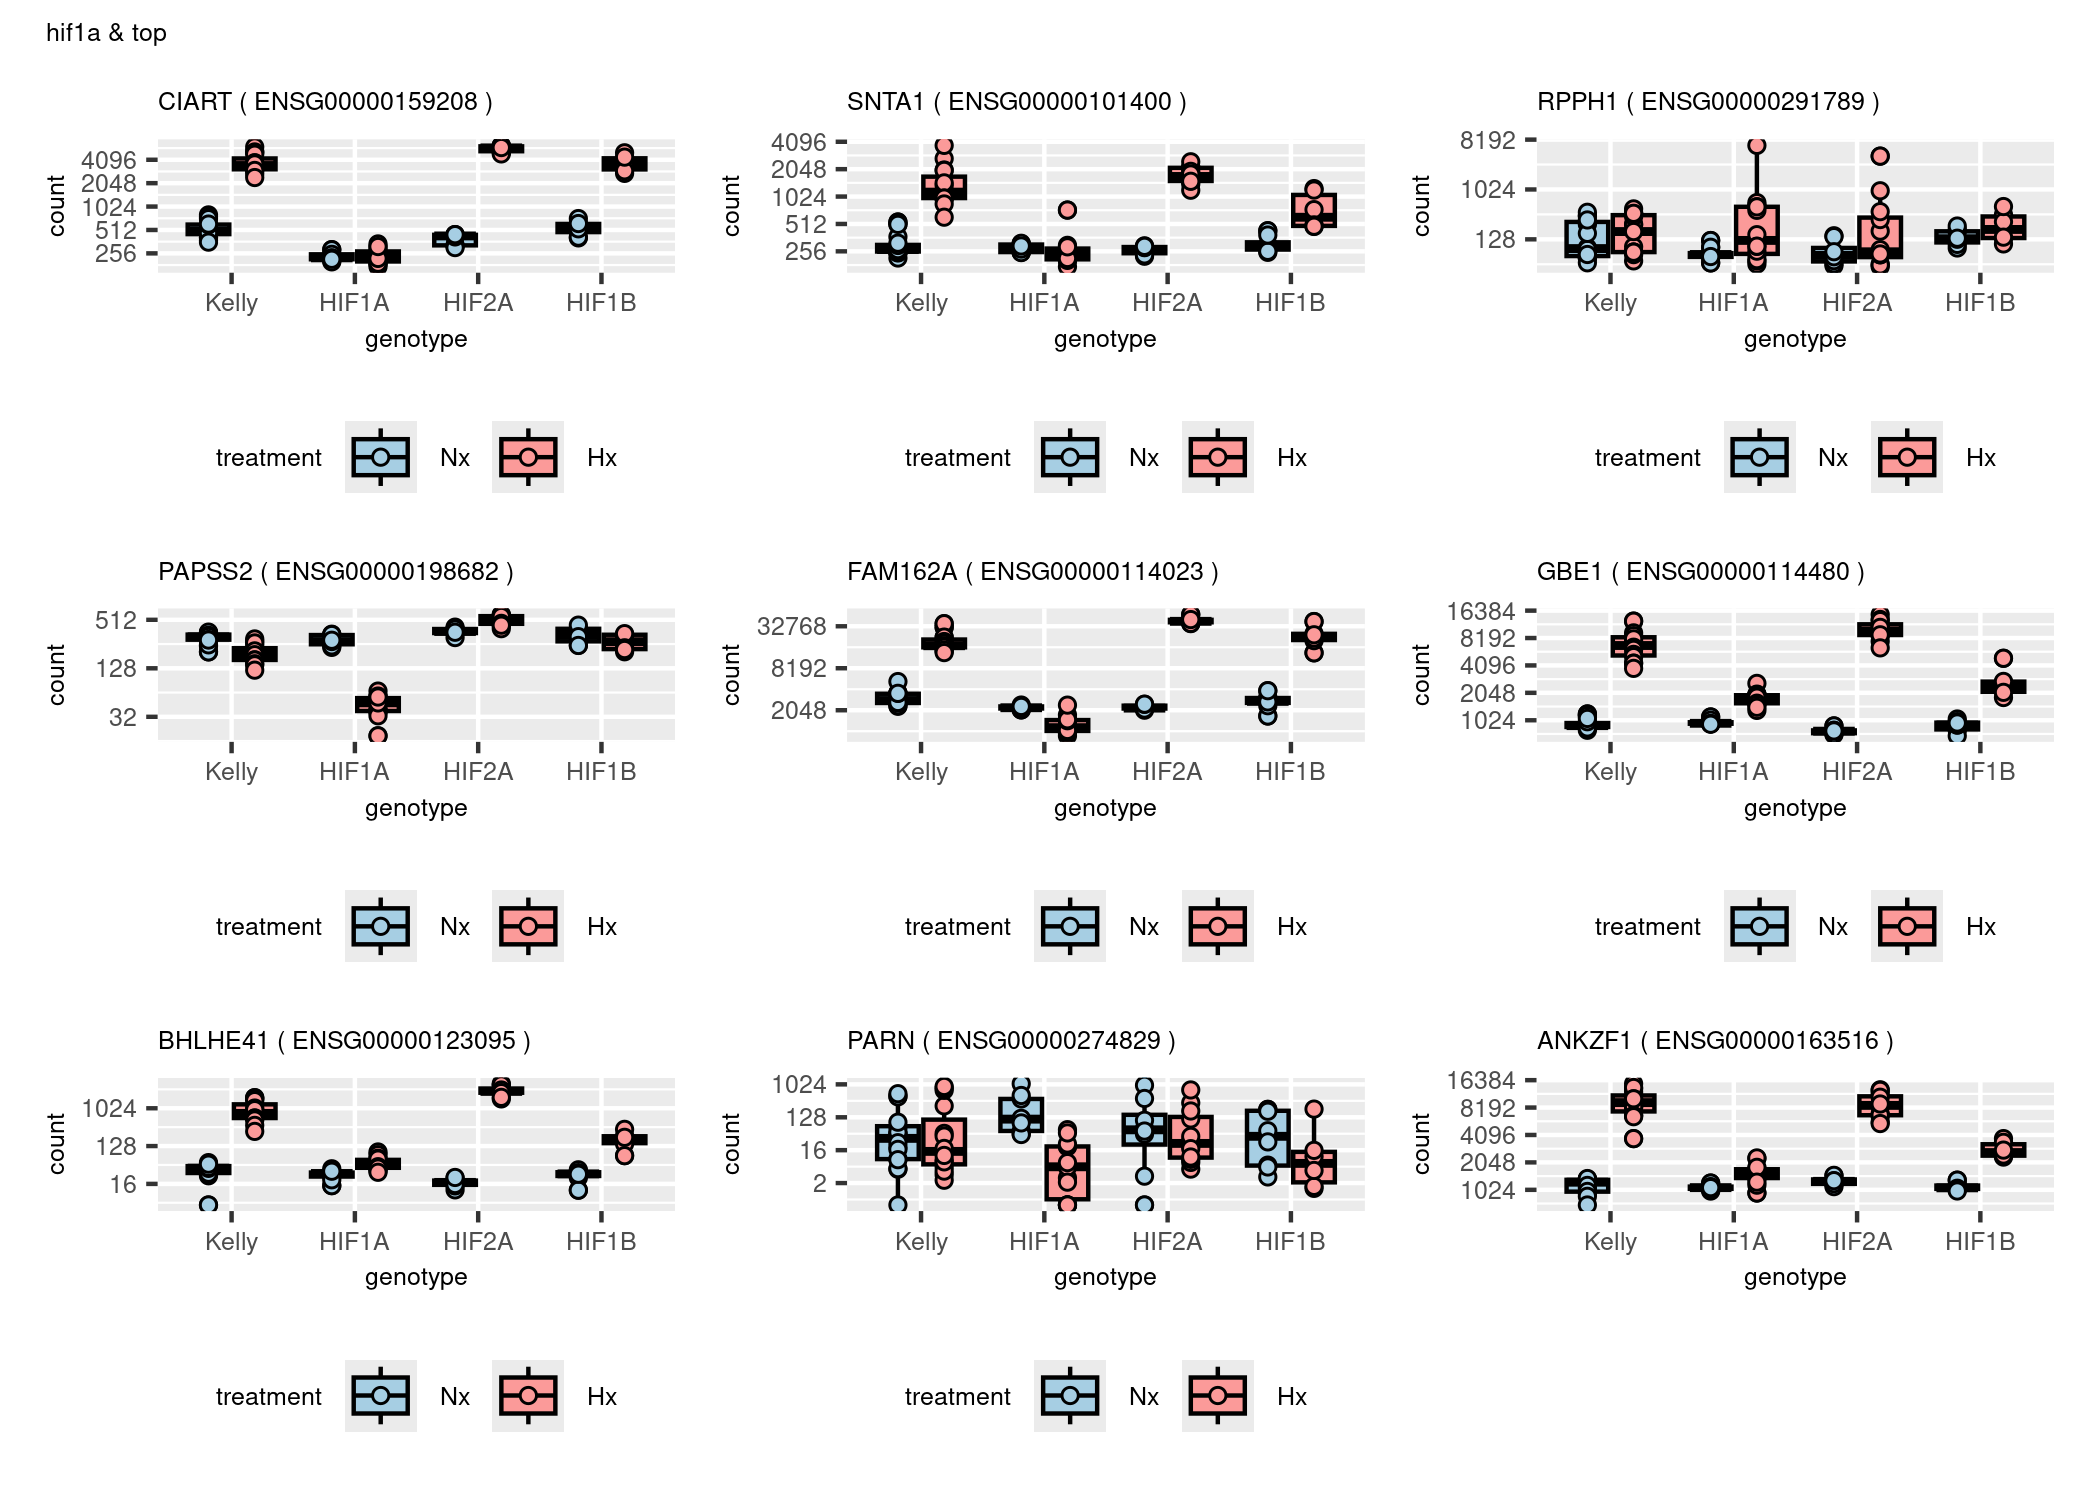 hif1a & top
CIART ( ENSG00000159208 )
4096
2048
1024
512
256
count
Kelly HIF1A HIF2A HIF1B
genotype
treatment Nx Hx
SNTA1 ( ENSG00000101400 )
4096
2048
1024
512
256
count
Kelly HIF1A HIF2A HIF1B
genotype
treatment Nx Hx
RPPH1 ( ENSG00000291789 )
8192
1024
128
count
Kelly HIF1A HIF2A HIF1B
genotype
treatment Nx Hx
PAPSS2 ( ENSG00000198682 )
512
128
32
count
Kelly HIF1A HIF2A HIF1B
genotype
treatment Nx Hx
FAM162A ( ENSG00000114023 )
32768
8192
2048
count
Kelly HIF1A HIF2A HIF1B
genotype
treatment Nx Hx
GBE1 ( ENSG00000114480 )
16384
8192
4096
2048
1024
count
Kelly HIF1A HIF2A HIF1B
genotype
treatment Nx Hx
BHLHE41 ( ENSG00000123095 )
1024
128
16
count
Kelly HIF1A HIF2A HIF1B
genotype
treatment Nx Hx
PARN ( ENSG00000274829 )
1024
128
16
2
count
Kelly HIF1A HIF2A HIF1B
genotype
treatment Nx Hx
ANKZF1 ( ENSG00000163516 )
16384
8192
4096
2048
1024
count
Kelly HIF1A HIF2A HIF1B
genotype